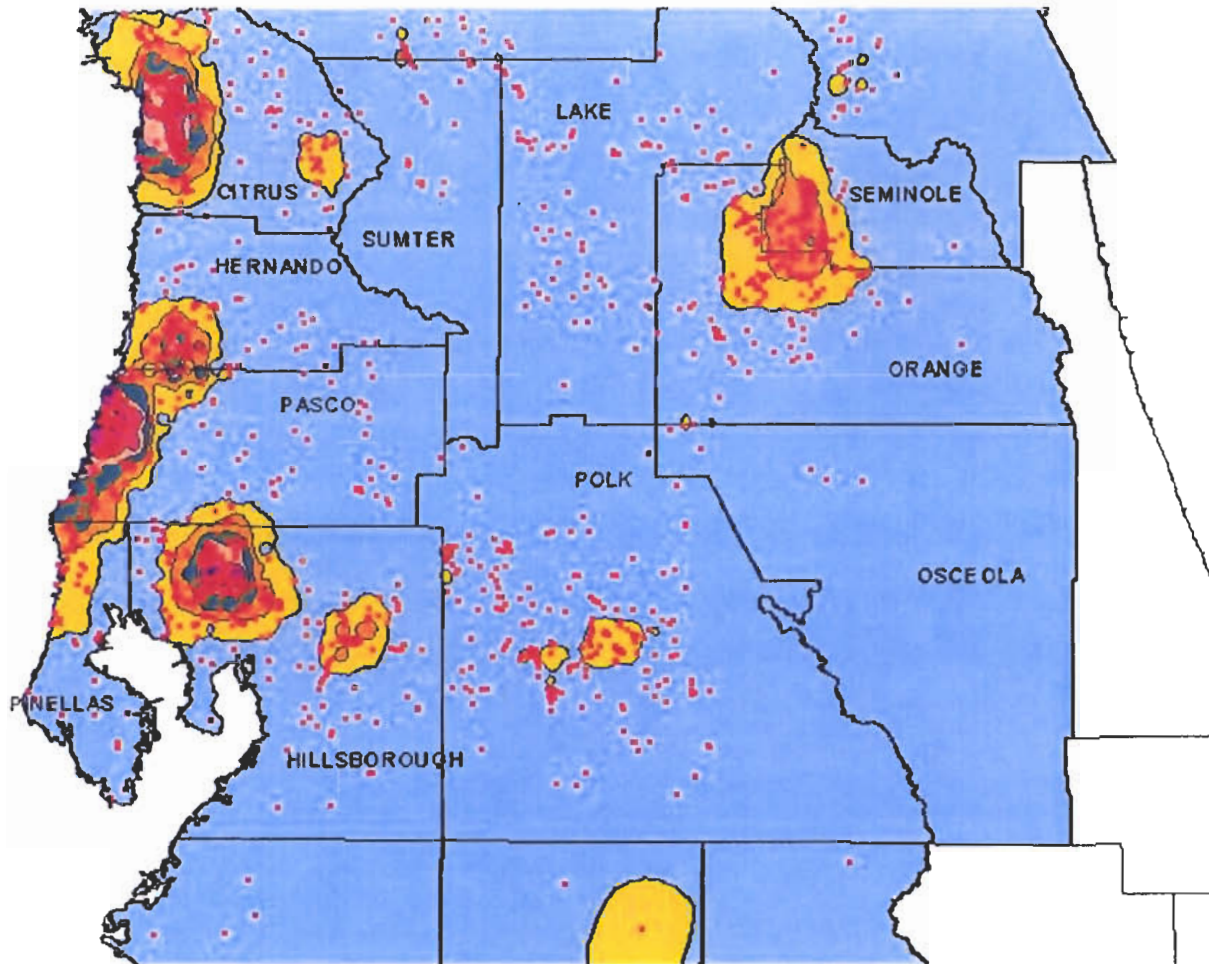 LAKE
CITRUS
SEMINOLE
SUMTER
HERNANDO
ORANGE
PASCO
POLK
OSCEOLA
PINELLAS
HILLSBOROUGH